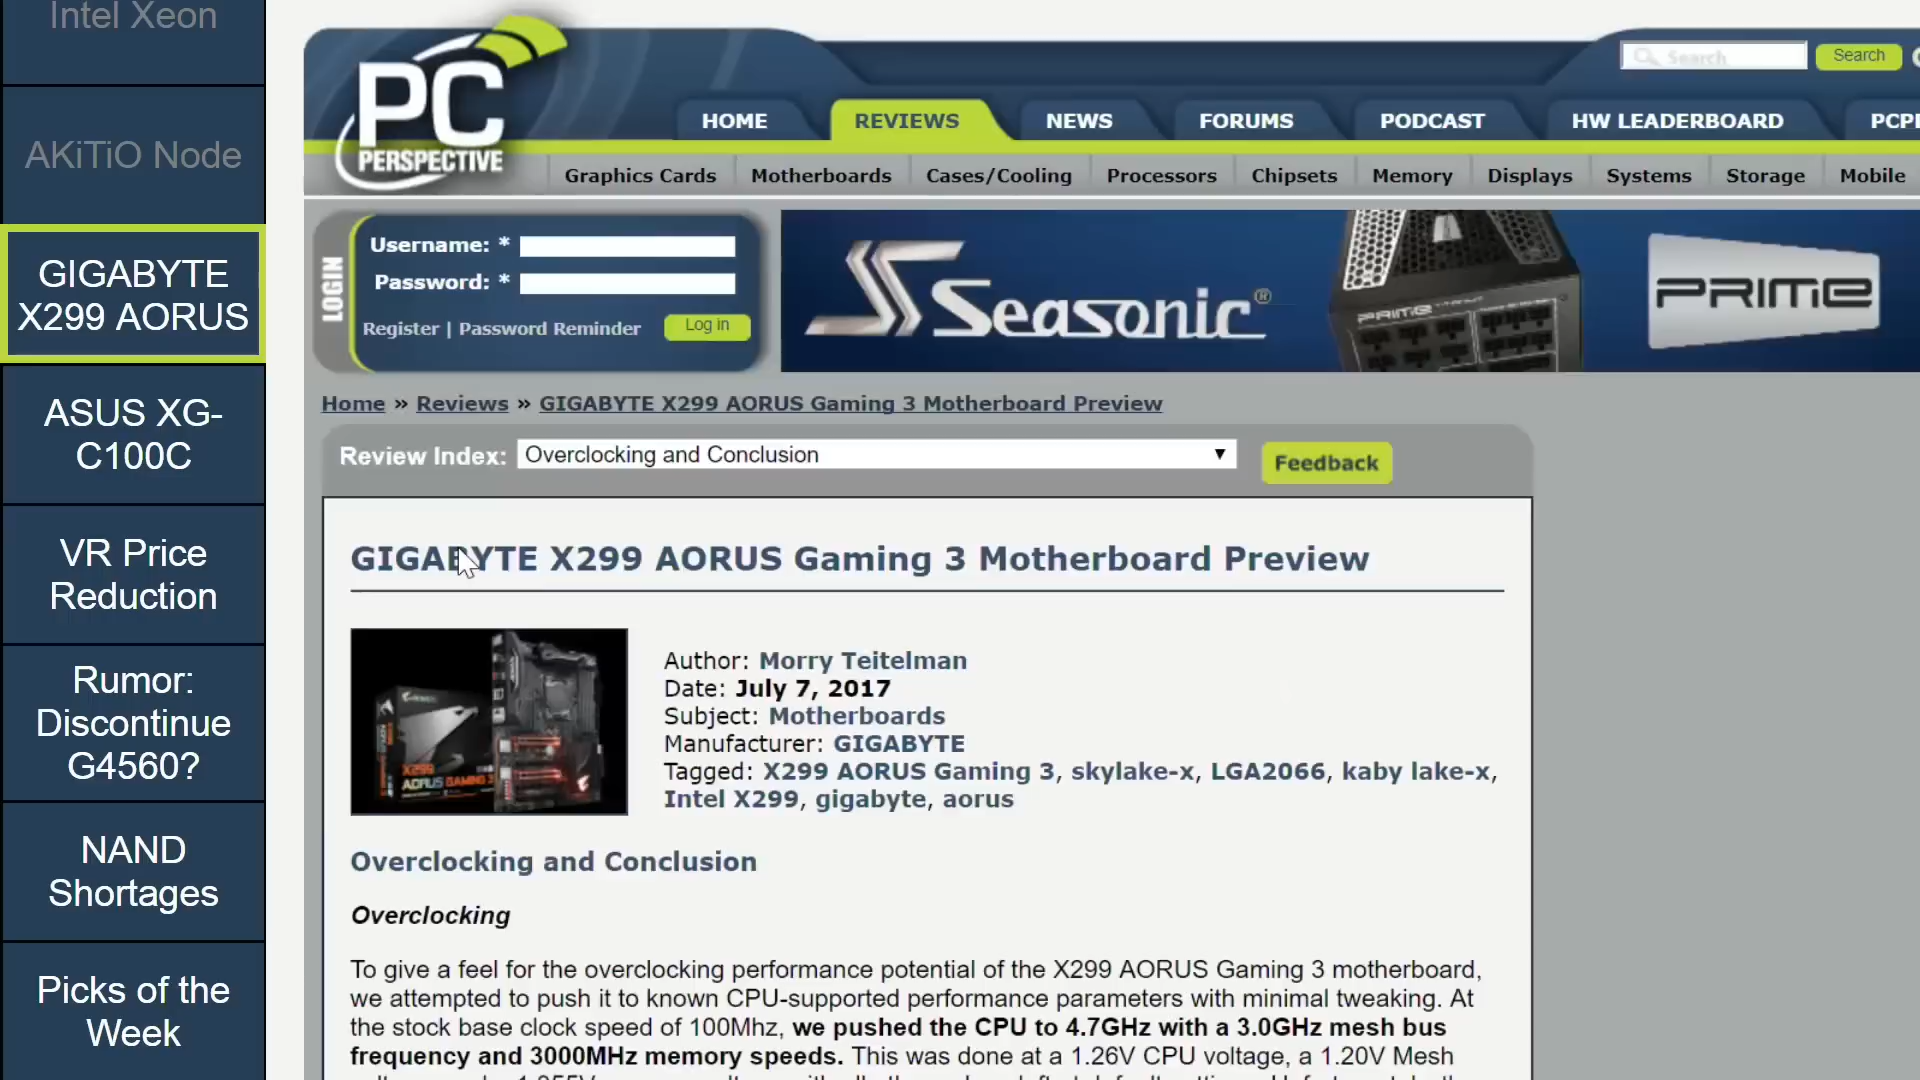 Intel Xeon
AKiTiO Node
GIGABYTE
X299 AORUS
ASUS XG-
C100C
VR Price
Reduction
Rumor:
Discontinue
G4560?
NAND
Shortages
Picks of the
Week
PC
PERSPECTIVE
Search
Search
HOME
REVIEWS
NEWS
FORUMS
PODCAST
HW LEADERBOARD
Graphics Cards
Motherboards
Cases/Cooling
Processors
Chipsets
Memory
Displays
Systems
Storage
Mobile
LOGIN
Username: *
Password: *
Register | Password Reminder
Log in
Seasonic®
PRIME
PRIME
Home » Reviews » GIGABYTE X299 AORUS Gaming 3 Motherboard Preview
Review Index: Overclocking and Conclusion
Feedback
GIGABYTE X299 AORUS Gaming 3 Motherboard Preview
X299
AORUS GAMING 3
Author: Morry Teitelman
Date: July 7, 2017
Subject: Motherboards
Manufacturer: GIGABYTE
Tagged: X299 AORUS Gaming 3, skylake-x, LGA2066, kaby lake-x,
Intel X299, gigabyte, aorus
Overclocking and Conclusion
Overclocking
To give a feel for the overclocking performance potential of the X299 AORUS Gaming 3 motherboard,
we attempted to push it to known CPU-supported performance parameters with minimal tweaking. At
the stock base clock speed of 100Mhz, we pushed the CPU to 4.7GHz with a 3.0GHz mesh bus
frequency and 3000MHz memory speeds. This was done at a 1.26V CPU voltage, a 1.20V Mesh